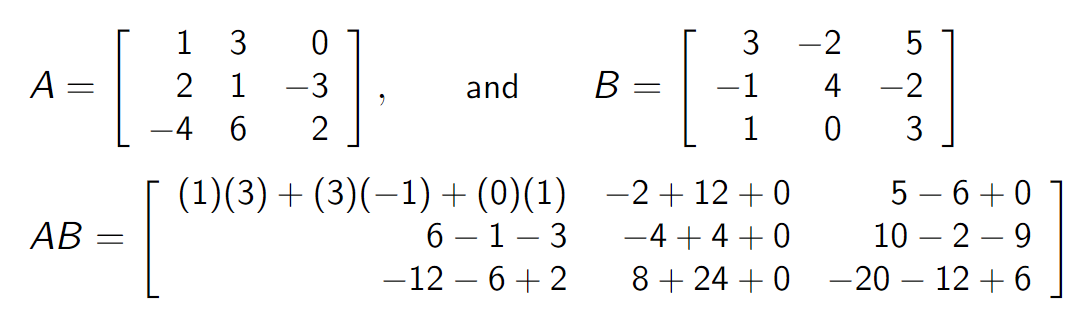 A = [ 1 3 0 ; 2 1 −3 ; −4 6 2 ], and B = [ 3 −2 5 ; −1 4 −2 ; 1 0 3 ]
AB = [ (1)(3) + (3)(−1) + (0)(1) −2 + 12 + 0 5 − 6 + 0 ; 6 − 1 − 3 −4 + 4 + 0 10 − 2 − 9 ; −12 − 6 + 2 8 + 24 + 0 −20 − 12 + 6 ]